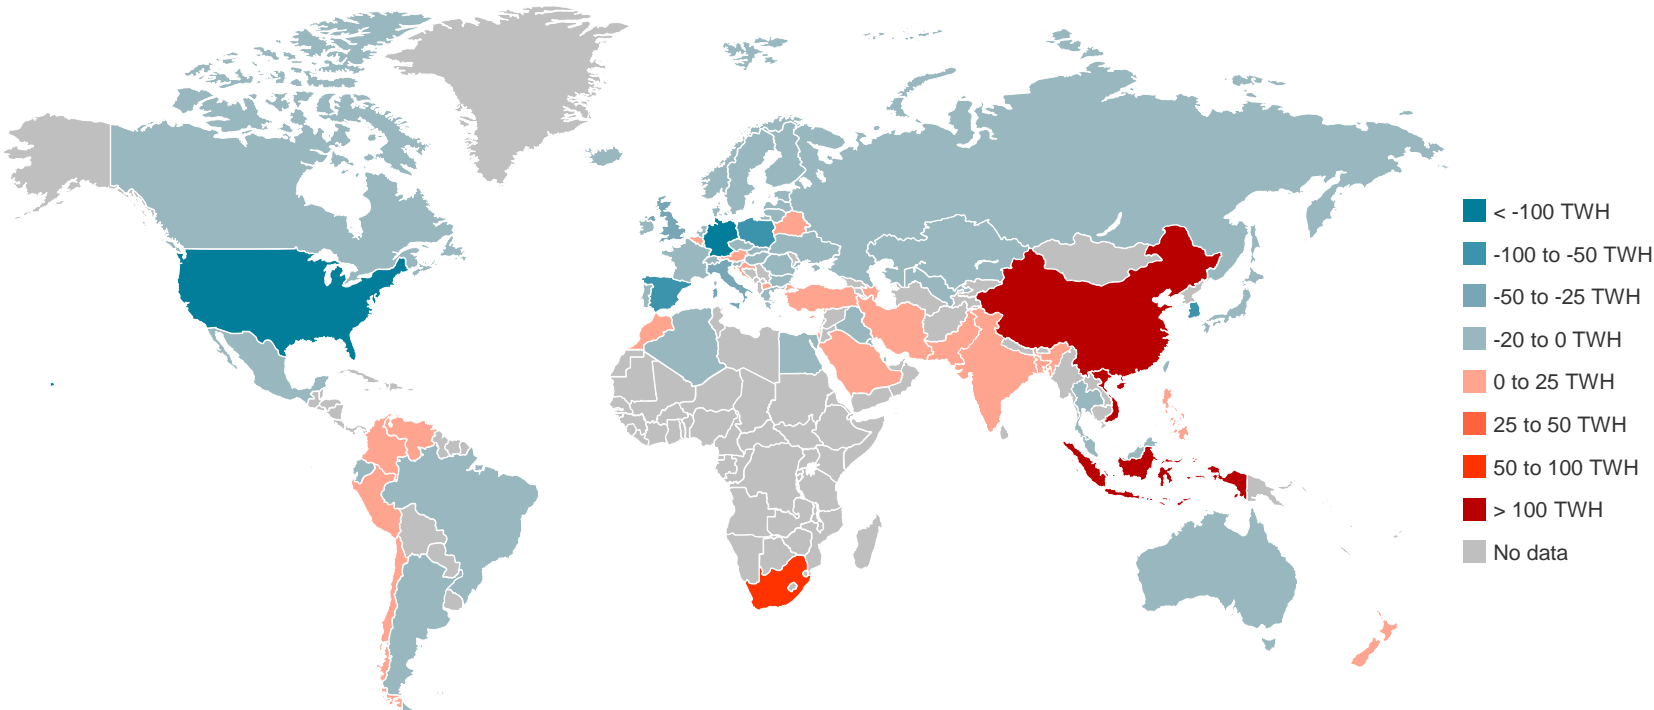 < -100 TWH
-100 to -50 TWH
-50 to -25 TWH
-20 to 0 TWH
0 to 25 TWH
25 to 50 TWH
50 to 100 TWH
> 100 TWH
No data